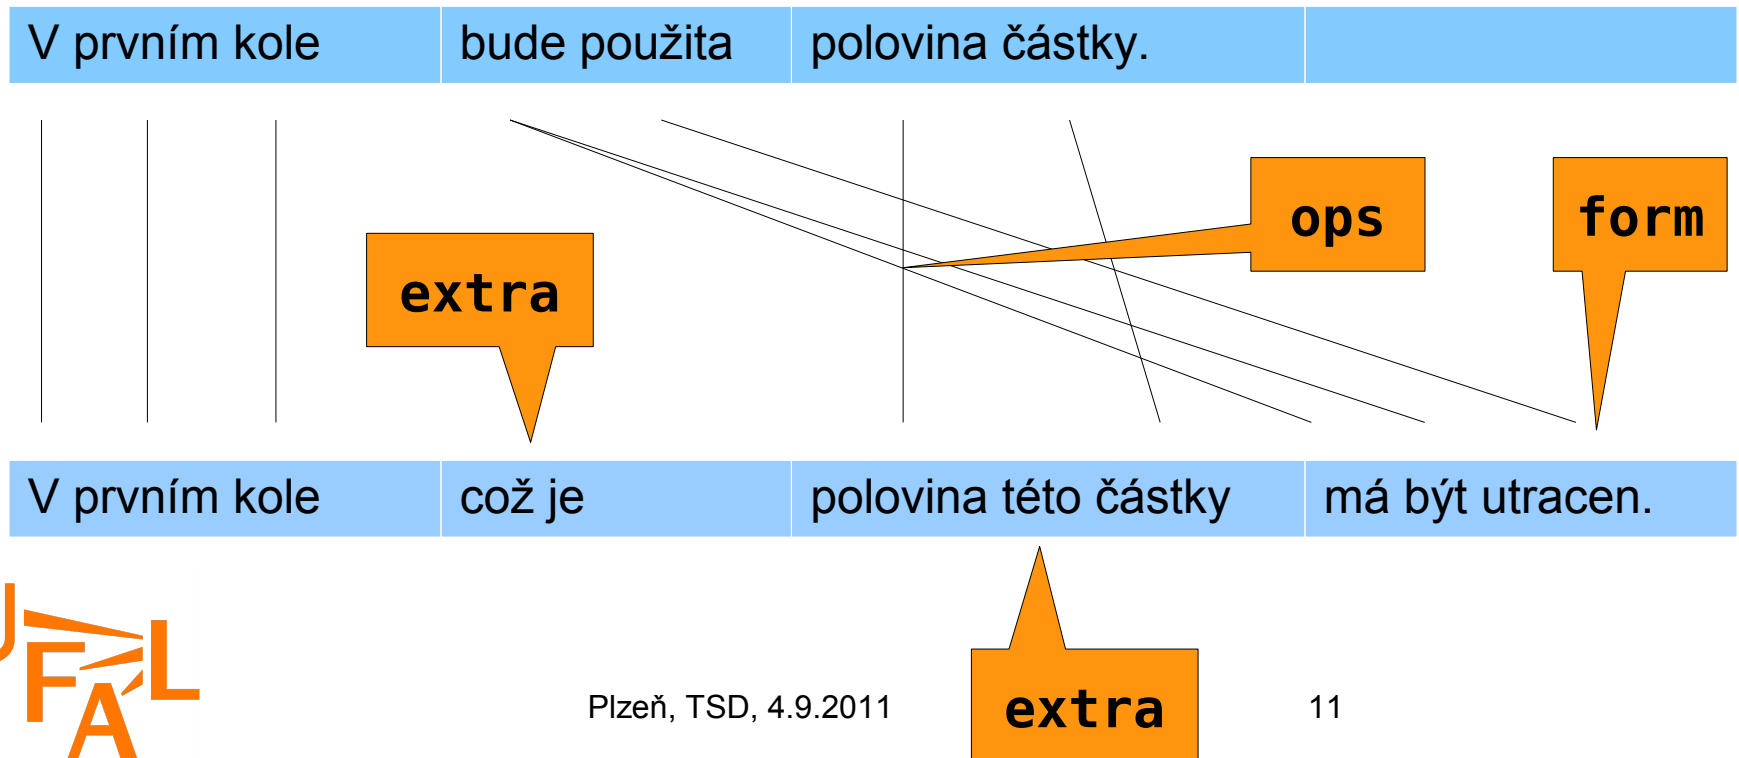 V prvním kole bude použita polovina částky.
ops form
extra
V prvním kole což je polovina této částky má být utracen.
UFAL
Plzeň, TSD, 4.9.2011 extra 11